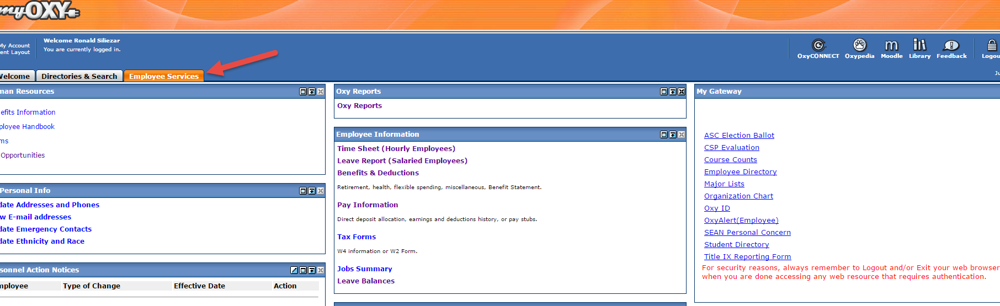 myOXY
My Account
ent Layout
Welcome Ronald Siliezar
You are currently logged in.
OxyCONNECT
Oxypedia
Moodle
Library
Feedback
Logou
Welcome
Directories & Search
Employee Services
Ju
man Resources
efits Information
ployee Handbook
ms
Opportunities
Personal Info
date Addresses and Phones
w E-mail addresses
date Emergency Contacts
date Ethnicity and Race
sonnel Action Notices
mployee Type of Change Effective Date Action
Oxy Reports
Oxy Reports
Employee Information
Time Sheet (Hourly Employees)
Leave Report (Salaried Employees)
Benefits & Deductions
Retirement, health, flexible spending, miscellaneous, Benefit Statement.
Pay Information
Direct deposit allocation, earnings and deductions history, or pay stubs.
Tax Forms
W4 information or W2 Form.
Jobs Summary
Leave Balances
My Gateway
ASC Election Ballot
CSP Evaluation
Course Counts
Employee Directory
Major Lists
Organization Chart
Oxy ID
OxyAlert(Employee)
SEAN Personal Concern
Student Directory
Title IX Reporting Form
For security reasons, always remember to Logout and/or Exit your web browser
when you are done accessing any web resource that requires authentication.